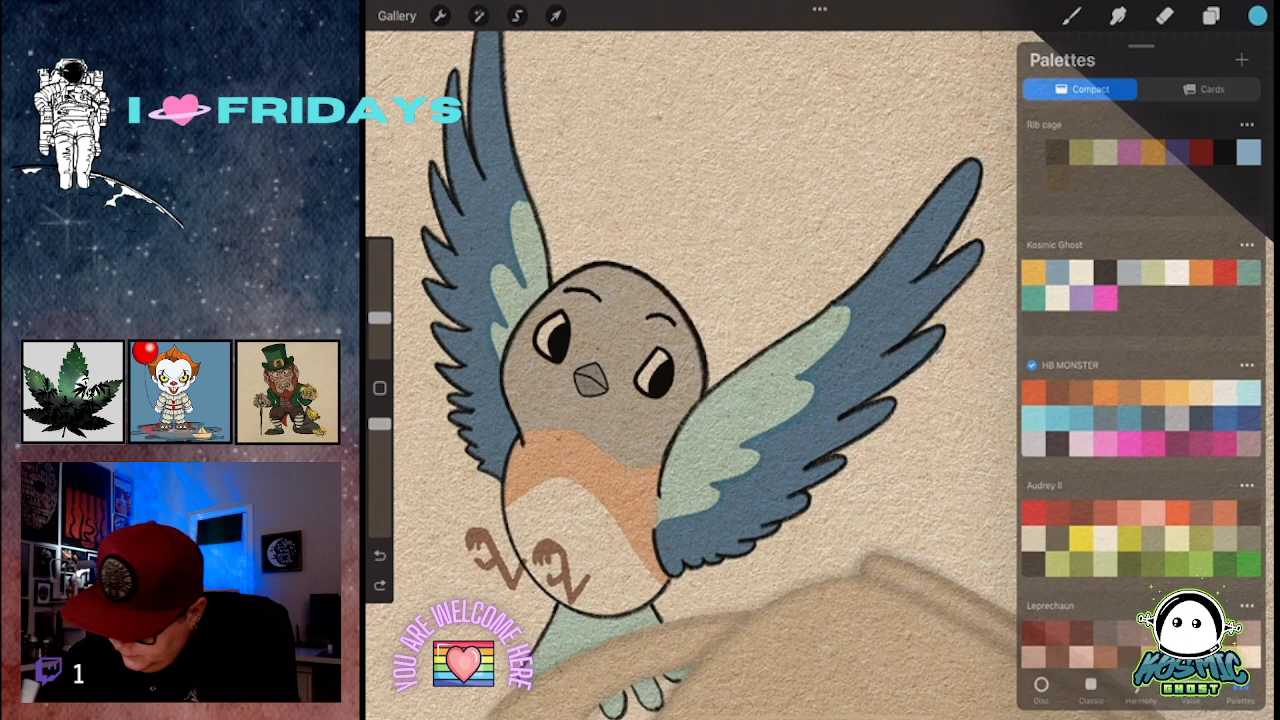 Gallery
I FRIDAYS
Palettes
Compact
Cards
Rib cage
Kosmic Ghost
HB MONSTER
Audrey II
Leprechaun
YOU ARE WELCOME HERE
1
KOSMIC
GHOST
Disc
Classic
Harmony
Value
Palettes